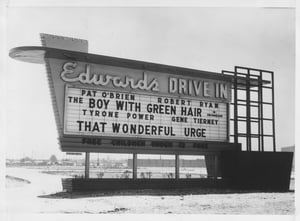 Edwards DRIVE IN
PAT O'BRIEN ROBERT RYAN
THE BOY WITH GREEN HAIR
TYRONE POWER GENE TIERNEY
THAT WONDERFUL URGE
FREE CHILDREN UNDER 12 FREE